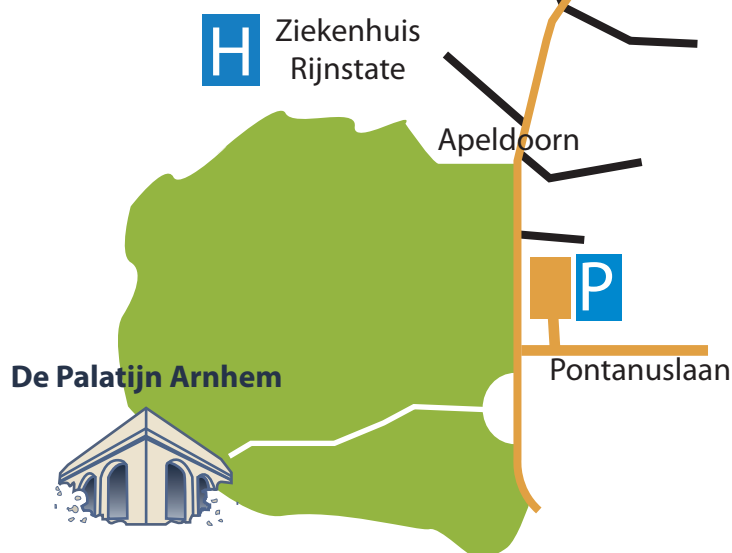 H
Ziekenhuis
Rijnstate
Apeldoorn
P
Pontanuslaan
De Palatijn Arnhem